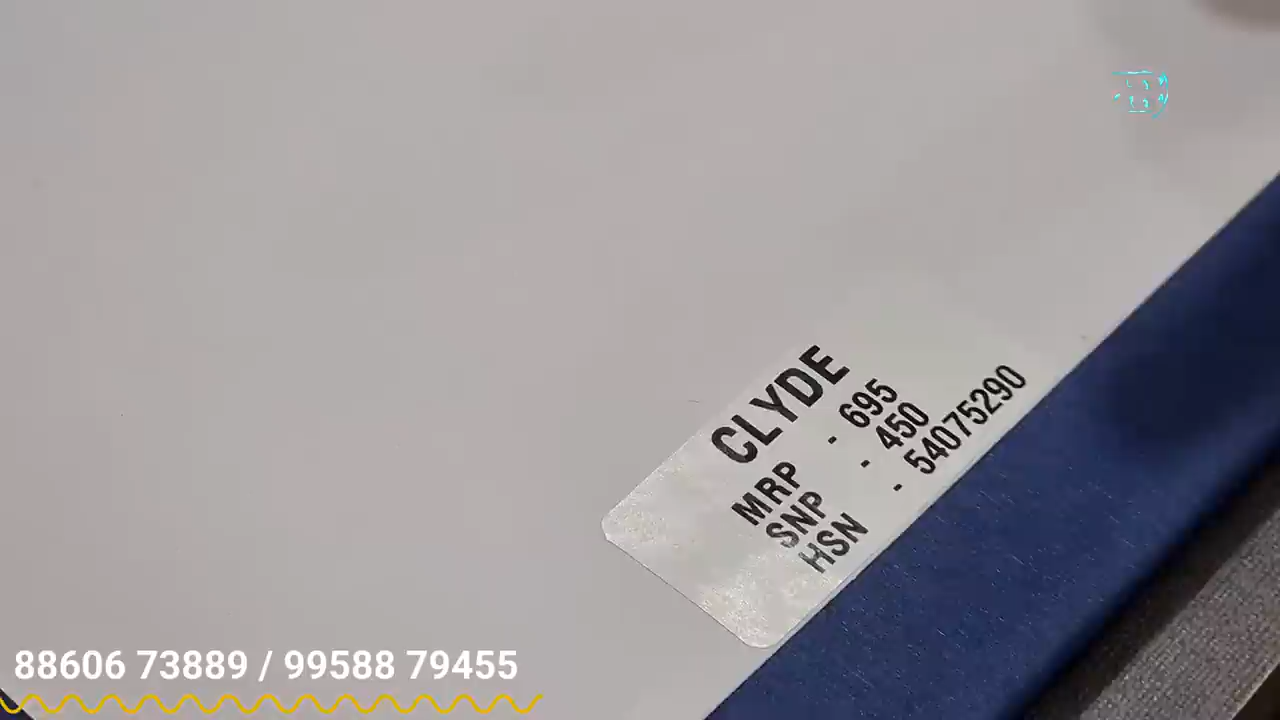 CLYDE
MRP - 695
SNP - 450
HSN - 54075290
88606 73889 / 99588 79455